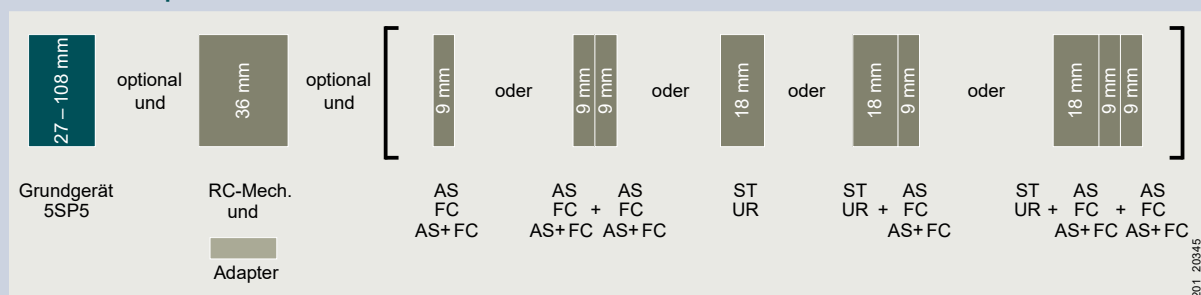 27 – 108 mm
optional
und
36 mm
optional
und
9 mm
oder
9 mm
9 mm
oder
18 mm
oder
18 mm
9 mm
oder
18 mm
9 mm
9 mm
Grundgerät
5SP5
RC-Mech.
und
Adapter
AS
FC
AS+FC
AS AS
FC + FC
AS+FC AS+FC
ST
UR
ST AS
UR + FC
AS+FC
ST AS AS
UR + FC + FC
AS+FC AS+FC
201_20345